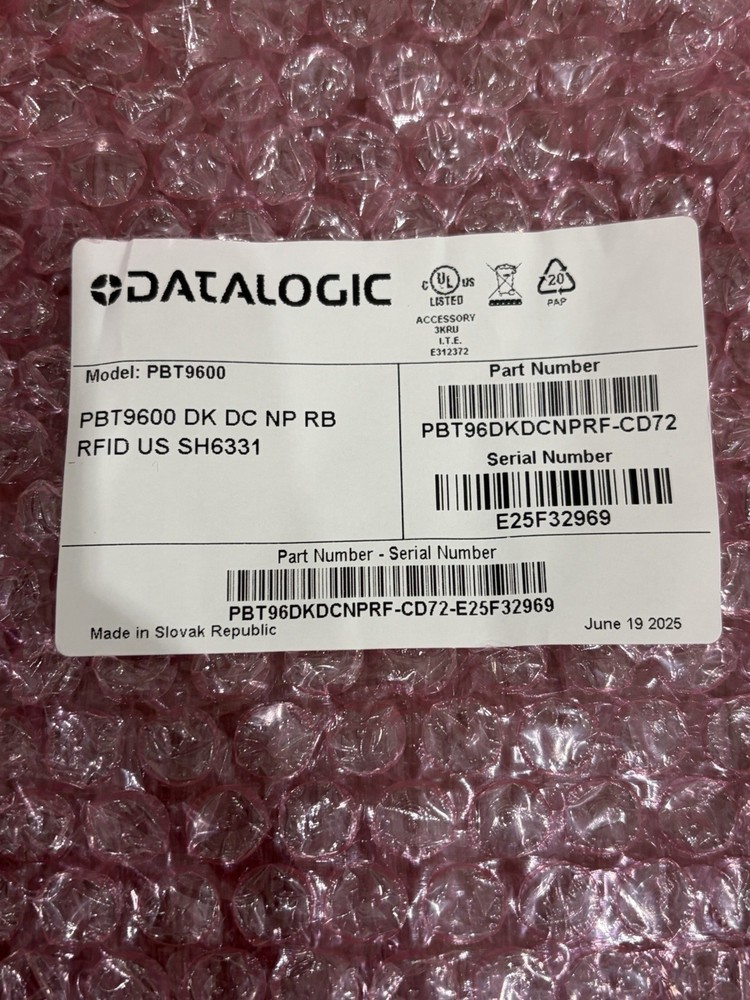 DATALOGIC
C UL US
LISTED
ACCESSORY
3KRU
I.T.E.
E312372
20
PAP
Model: PBT9600
PBT9600 DK DC NP RB
RFID US SH6331
Part Number
PBT96DKDCNPRF-CD72
Serial Number
E25F32969
Part Number - Serial Number
PBT96DKDCNPRF-CD72-E25F32969
Made in Slovak Republic
June 19 2025